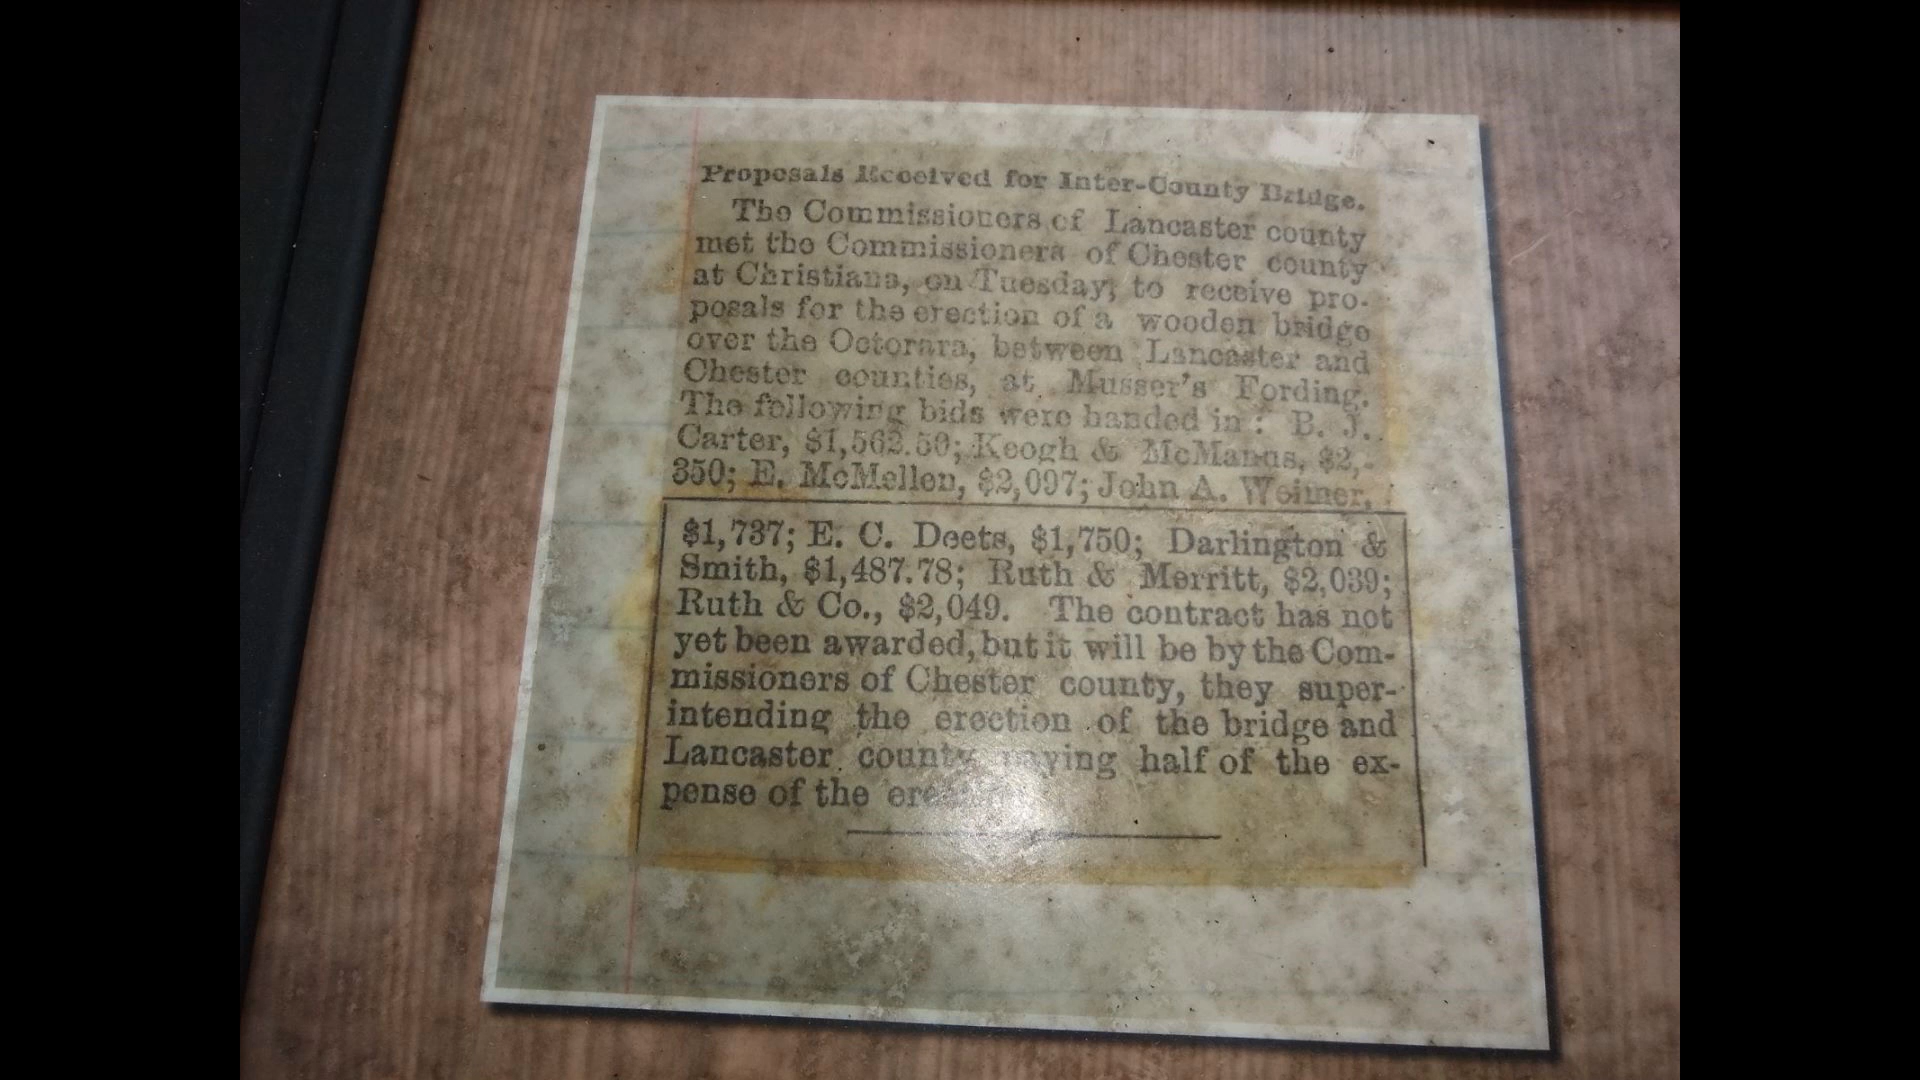 Proposals Received for Inter-County Bridge.
The Commissioners of Lancaster county
met the Commissioners of Chester county
at Christiana, on Tuesday, to receive pro-
posals for the erection of a wooden bridge
over the Octorara, between Lancaster and
Chester counties, at Musser's Fording.
The following bids were handed in: B. J.
Carter, $1,562.50; Keogh & McManus, $2,-
350; E. McMellen, $2,097; John A. Weimer,
$1,737; E. C. Deets, $1,750; Darlington &
Smith, $1,487.78; Ruth & Merritt, $2,039;
Ruth & Co., $2,049. The contract has not
yet been awarded, but it will be by the Com-
missioners of Chester county, they super-
intending the erection of the bridge and
Lancaster county paying half of the ex-
pense of the